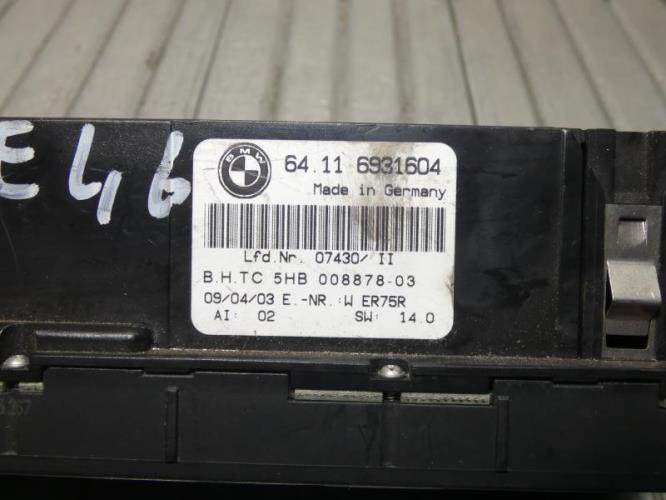 E46
BMW
64.11 6931604
Made in Germany
Lfd.Nr. 07430/ II
B.H.TC 5HB 008878-03
09/04/03 E.-NR.:W ER75R
AI: 02 SW: 14.0